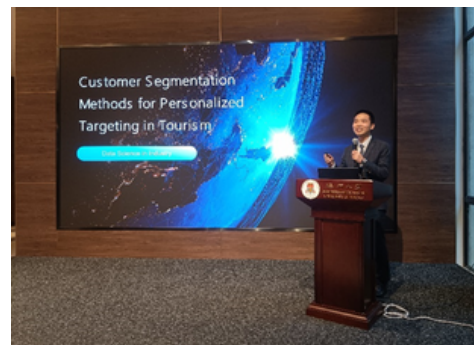 Customer Segmentation
Methods for Personalized
Targeting in Tourism
Data Science in Industry